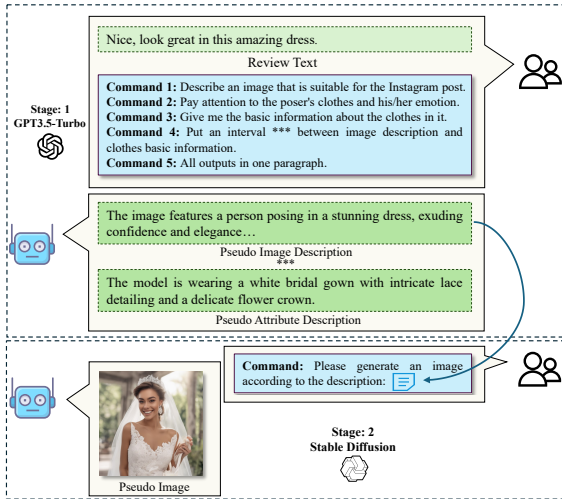 Nice, look great in this amazing dress.
Review Text
Stage: 1
GPT3.5-Turbo
Command 1: Describe an image that is suitable for the Instagram post.
Command 2: Pay attention to the poser's clothes and his/her emotion.
Command 3: Give me the basic information about the clothes in it.
Command 4: Put an interval *** between image description and
clothes basic information.
Command 5: All outputs in one paragraph.
The image features a person posing in a stunning dress, exuding
confidence and elegance…
Pseudo Image Description
***
The model is wearing a white bridal gown with intricate lace
detailing and a delicate flower crown.
Pseudo Attribute Description
Command: Please generate an image
according to the description:
Stage: 2
Stable Diffusion
Pseudo Image